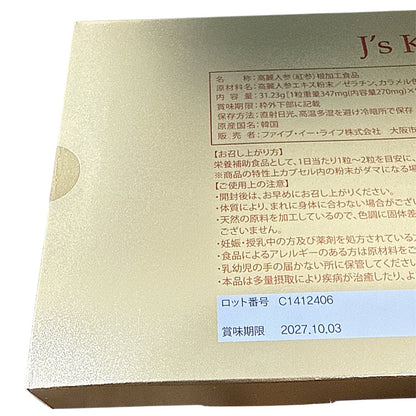 J's K
名 称：高麗人参(紅参)根加工食品
原材料名：高麗人参エキス粉末／ゼラチン、カラメル
内 容 量：31.23g[1粒重量347mg(内容量270mg)×
賞味期限：枠外下部に記載
保存方法：直射日光、高温多湿を避け冷暗所で保存
原産国名：韓国
販 売 者：ファイブ・イー・ライフ株式会社 大阪市
【お召し上がり方】
栄養補助食品として、1日当たり1粒〜2粒を目安に、
※商品の特性上カプセル内の粉末がダマになる場
【ご使用上の注意】
・開封後は、お早めにお召し上がりください。
・体質により、まれに身体に合わない場合がござい
・天然の原料を加工しているので、色調に固体差
ございません。
・妊娠・授乳中の方及び薬剤を処方されている方
・食品によるアレルギーのある方は原材料をご
・乳幼児の手の届かない所に保管してください
・本品は多量摂取により疾病が治癒したり、よ
ロット番号 C1412406
賞味期限 2027.10.03